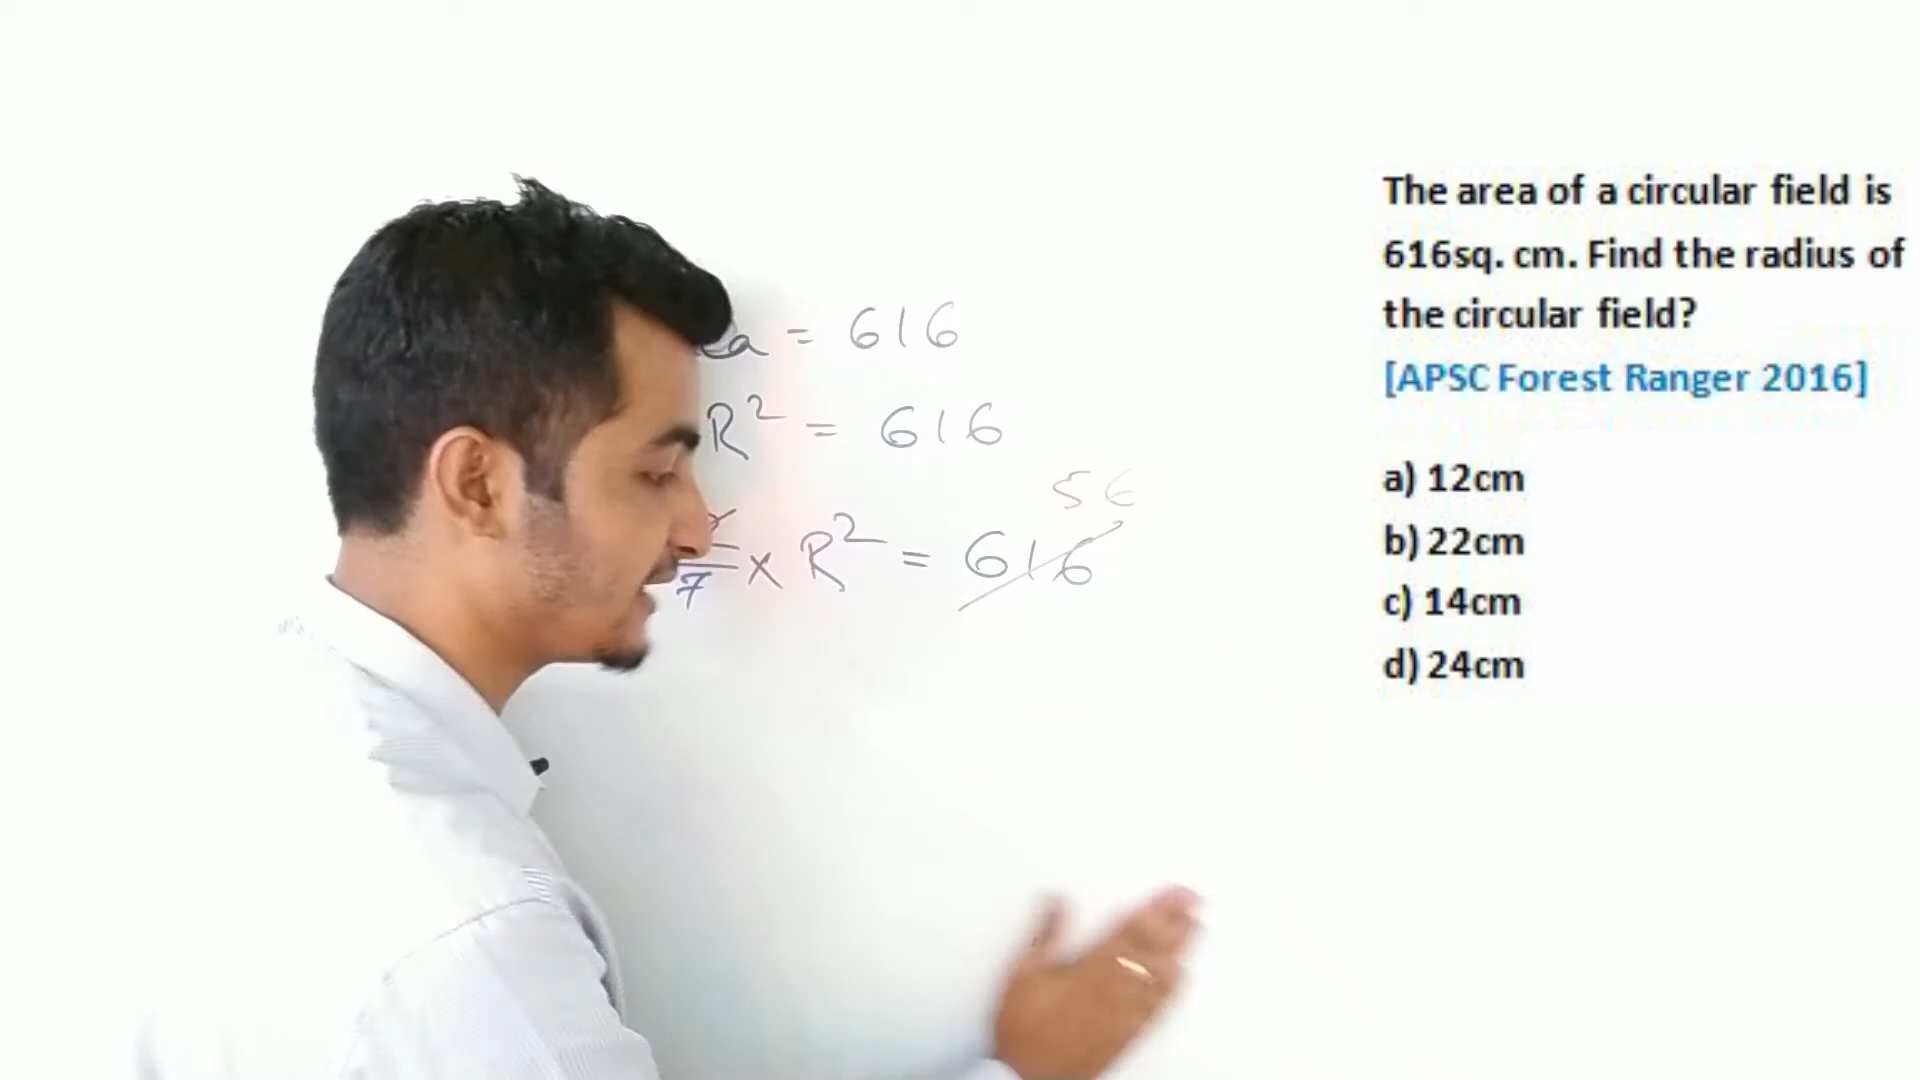 = 616
R² = 616
56
7 × R² = 616
The area of a circular field is
616sq. cm. Find the radius of
the circular field?
[APSC Forest Ranger 2016]
a) 12cm
b) 22cm
c) 14cm
d) 24cm